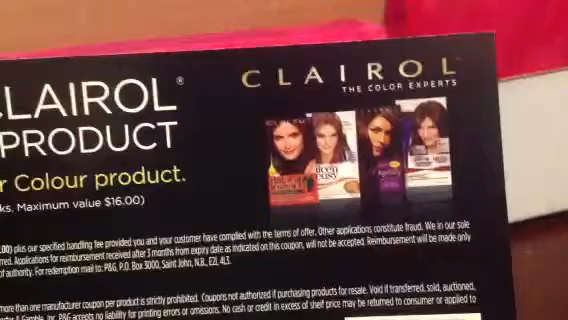 CLAIROL®
PRODUCT
r Colour product.
ks. Maximum value $16.00)
CLAIROL
THE COLOR EXPERTS
nice'n
easy
.00) plus our specified handling fee provided you and your customer have complied with the terms of offer. Other applications constitute fraud. We in our sole
rred. Applications for reimbursement received after 3 months from expiry date as indicated on this coupon, will not be accepted. Reimbursement will be made only
of authority. For redemption mail to: P&G, P.O. Box 3000, Saint John, N.B., E2L 4L3.
more than one manufacturer coupon per product is strictly prohibited. Coupons not authorized if purchasing products for resale. Void if transferred, sold, auctioned,
& Gamble, Inc. P&G accepts no liability for printing errors or omissions. No cash or credit in excess of shelf price may be returned to consumer or applied to